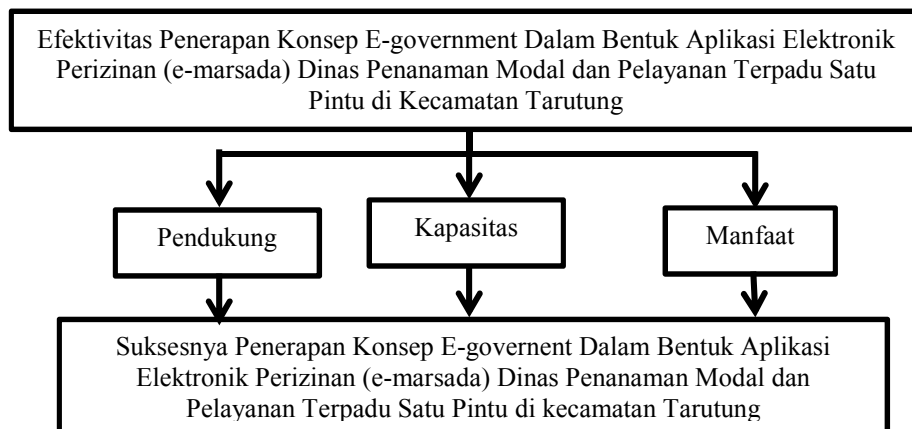 Efektivitas Penerapan Konsep E-government Dalam Bentuk Aplikasi Elektronik
Perizinan (e-marsada) Dinas Penanaman Modal dan Pelayanan Terpadu Satu
Pintu di Kecamatan Tarutung
Pendukung
Kapasitas
Manfaat
Suksesnya Penerapan Konsep E-governent Dalam Bentuk Aplikasi
Elektronik Perizinan (e-marsada) Dinas Penanaman Modal dan
Pelayanan Terpadu Satu Pintu di kecamatan Tarutung